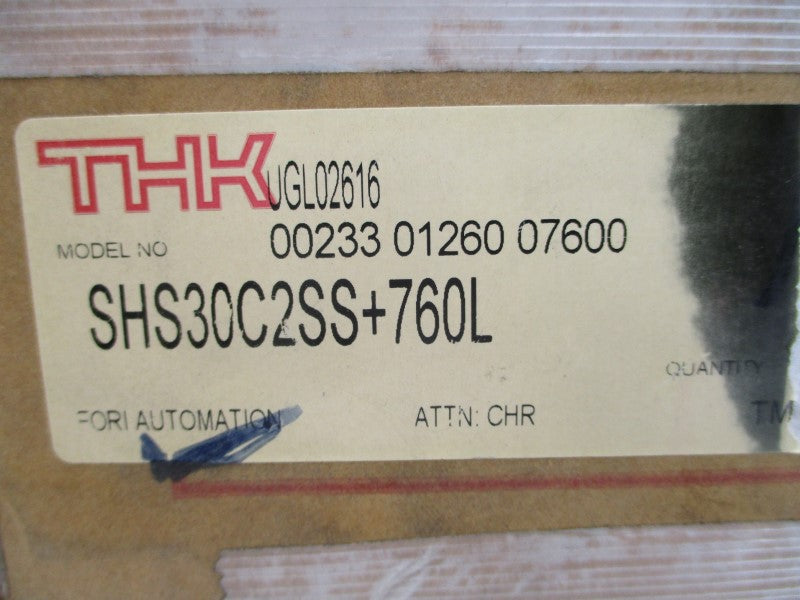 THK
UGL02616
00233 01260 07600
MODEL NO
SHS30C2SS+760L
QUANTITY
FORI AUTOMATION ATTN: CHR
TM